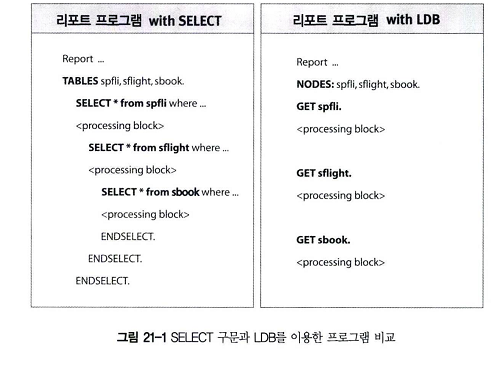 리포트 프로그램 with SELECT
Report ...
TABLES spfli, sflight, sbook.
SELECT * from spfli where ...
<processing block>
SELECT * from sflight where ...
<processing block>
SELECT * from sbook where ...
<processing block>
ENDSELECT.
ENDSELECT.
ENDSELECT.
리포트 프로그램 with LDB
Report ...
NODES: spfli, sflight, sbook.
GET spfli.
<processing block>
GET sflight.
<processing block>
GET sbook.
<processing block>
그림 21-1 SELECT 구문과 LDB를 이용한 프로그램 비교